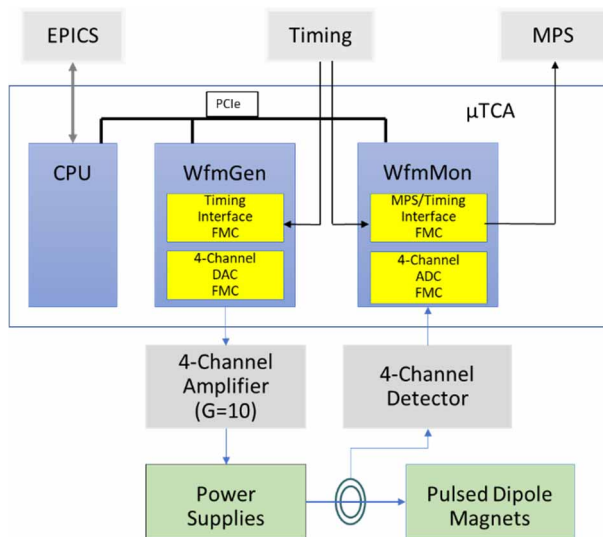 EPICS
Timing
MPS
PCIe
μTCA
CPU
WfmGen
WfmMon
Timing
Interface
FMC
MPS/Timing
Interface
FMC
4-Channel
DAC
FMC
4-Channel
ADC
FMC
4-Channel
Amplifier
(G=10)
4-Channel
Detector
Power
Supplies
Pulsed Dipole
Magnets